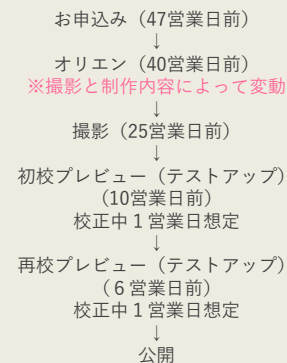 お申込み（47営業日前）
↓
オリエン（40営業日前）
※撮影と制作内容によって変動
↓
撮影（25営業日前）
↓
初校プレビュー（テストアップ）
（10営業日前）
校正中１営業日想定
↓
再校プレビュー（テストアップ）
（６営業日前）
校正中１営業日想定
↓
公開